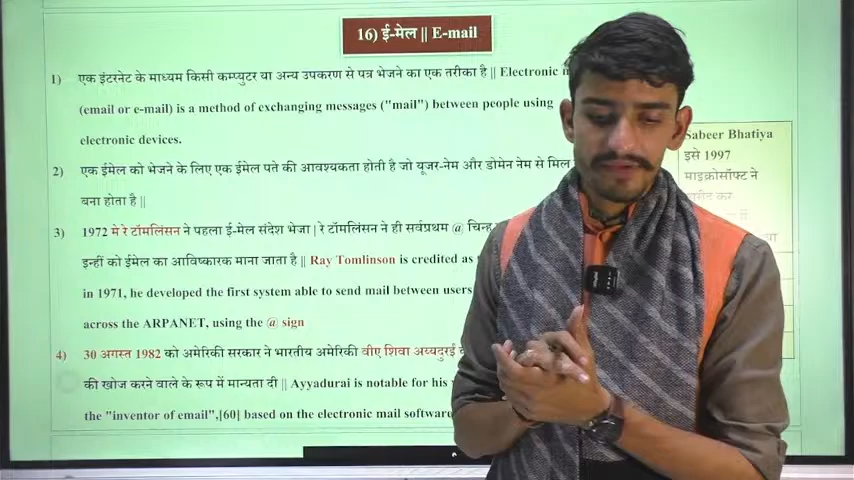 16) ई-मेल || E-mail
1) एक इंटरनेट के माध्यम किसी कम्प्युटर या अन्य उपकरण से पत्र भेजने का एक तरीका है || Electronic
(email or e-mail) is a method of exchanging messages ("mail") between people using
electronic devices.
2) एक ईमेल को भेजने के लिए एक ईमेल पते की आवश्यकता होती है जो यूजर-नेम और डोमेन नेम से मिल
बना होता है ||
3) 1972 मे रे टॉमलिंसन ने पहला ई-मेल संदेश भेजा | रे टॉमलिंसन ने ही सर्वप्रथम @ चिन्ह
इन्हीं को ईमेल का आविष्कारक माना जाता है || Ray Tomlinson is credited as
in 1971, he developed the first system able to send mail between users
across the ARPANET, using the @ sign
4) 30 अगस्त 1982 को अमेरिकी सरकार ने भारतीय अमेरिकी वीए शिवा अय्यदुरई
की खोज करने वाले के रूप में मान्यता दी || Ayyadurai is notable for his
the "inventor of email",[60] based on the electronic mail software
Sabeer Bhatiya
इसे 1997
माइक्रोसॉफ्ट ने